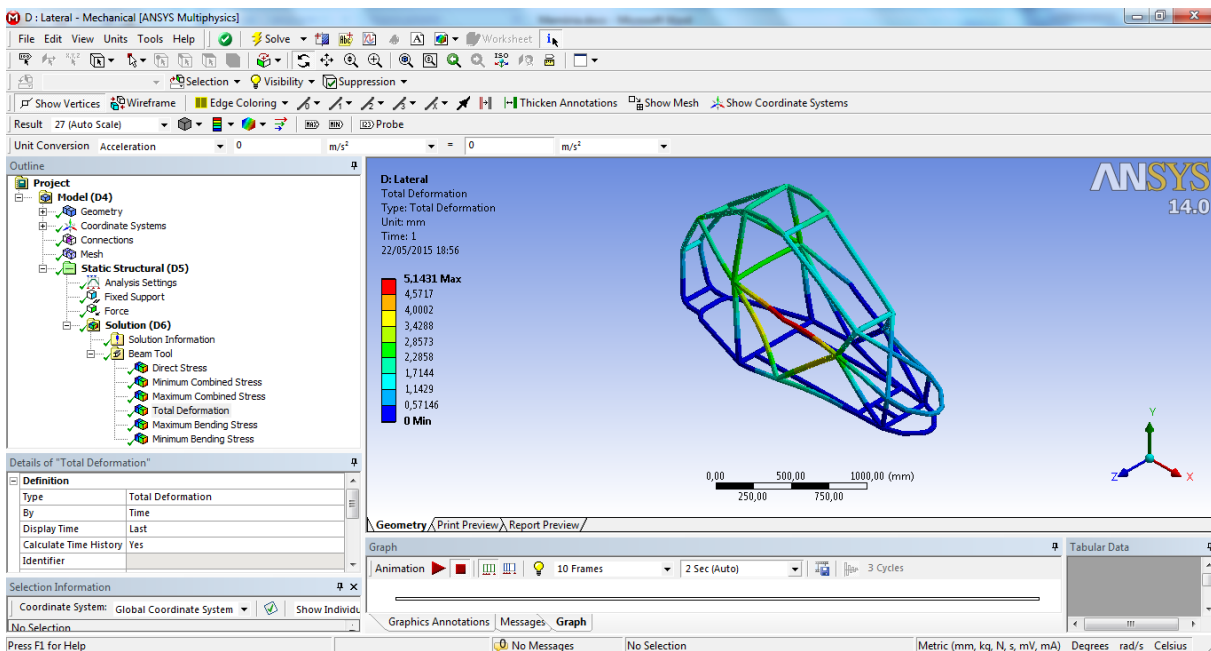 D : Lateral - Mechanical [ANSYS Multiphysics]
File Edit View Units Tools Help Solve Worksheet
Selection Visibility Suppression
Show Vertices Wireframe Edge Coloring Thicken Annotations Show Mesh Show Coordinate Systems
Result 27 (Auto Scale) MAX MIN 123 Probe
Unit Conversion Acceleration 0 m/s² = 0 m/s²
Outline
Project
Model (D4)
Geometry
Coordinate Systems
Connections
Mesh
Static Structural (D5)
Analysis Settings
Fixed Support
Force
Solution (D6)
Solution Information
Beam Tool
Direct Stress
Minimum Combined Stress
Maximum Combined Stress
Total Deformation
Maximum Bending Stress
Minimum Bending Stress
Details of "Total Deformation"
Definition
Type Total Deformation
By Time
Display Time Last
Calculate Time History Yes
Identifier
Selection Information
Coordinate System: Global Coordinate System Show Individu
No Selection
D: Lateral
Total Deformation
Type: Total Deformation
Unit: mm
Time: 1
22/05/2015 18:56
5,1431 Max
4,5717
4,0002
3,4288
2,8573
2,2858
1,7144
1,1429
0,57146
0 Min
ANSYS
14.0
0,00 500,00 1000,00 (mm)
250,00 750,00
Y
Z X
Geometry Print Preview Report Preview
Graph
Animation 10 Frames 2 Sec (Auto) 3 Cycles
Graphics Annotations Messages Graph
Tabular Data
Press F1 for Help 0 No Messages No Selection Metric (mm, kg, N, s, mV, mA) Degrees rad/s Celsius